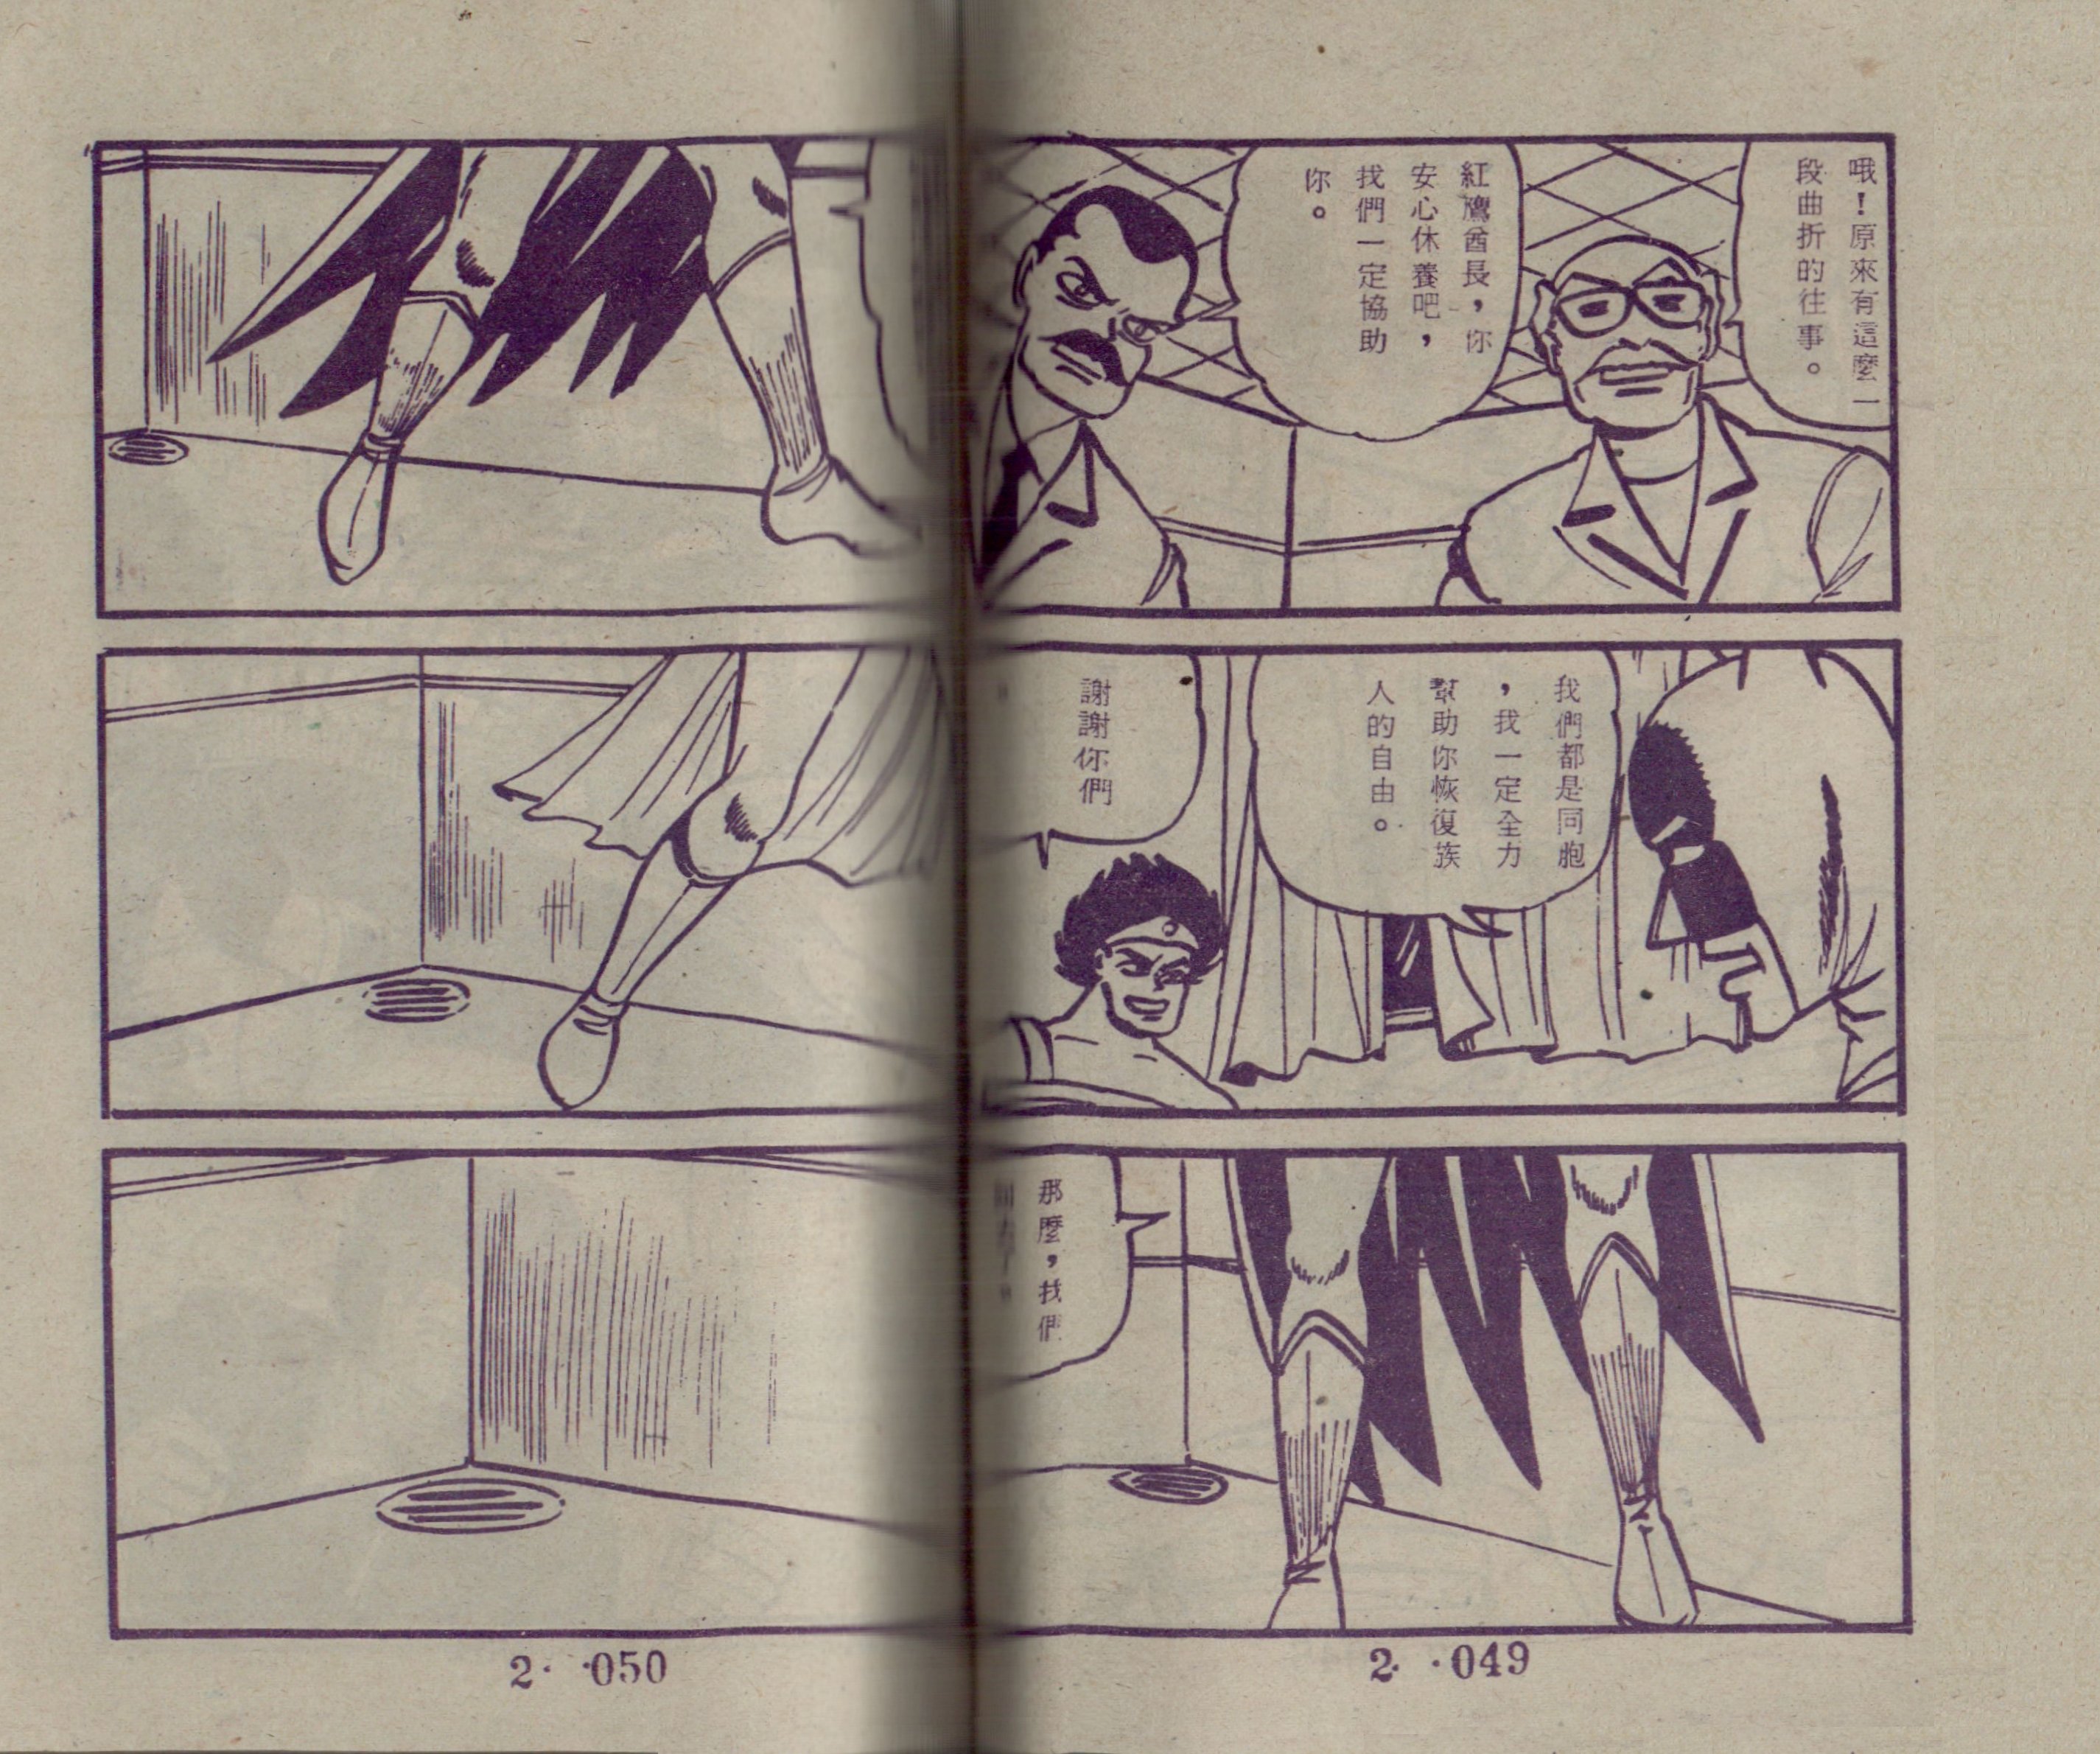 哦！原來有這麼一
段曲折的往事。
紅鷹酋長，你
安心休養吧，
我們一定協助
你。
我們都是同胞
，我一定全力
幫助你恢復族
人的自由。
謝謝你們
那麼，我們
2. .049
2. .050